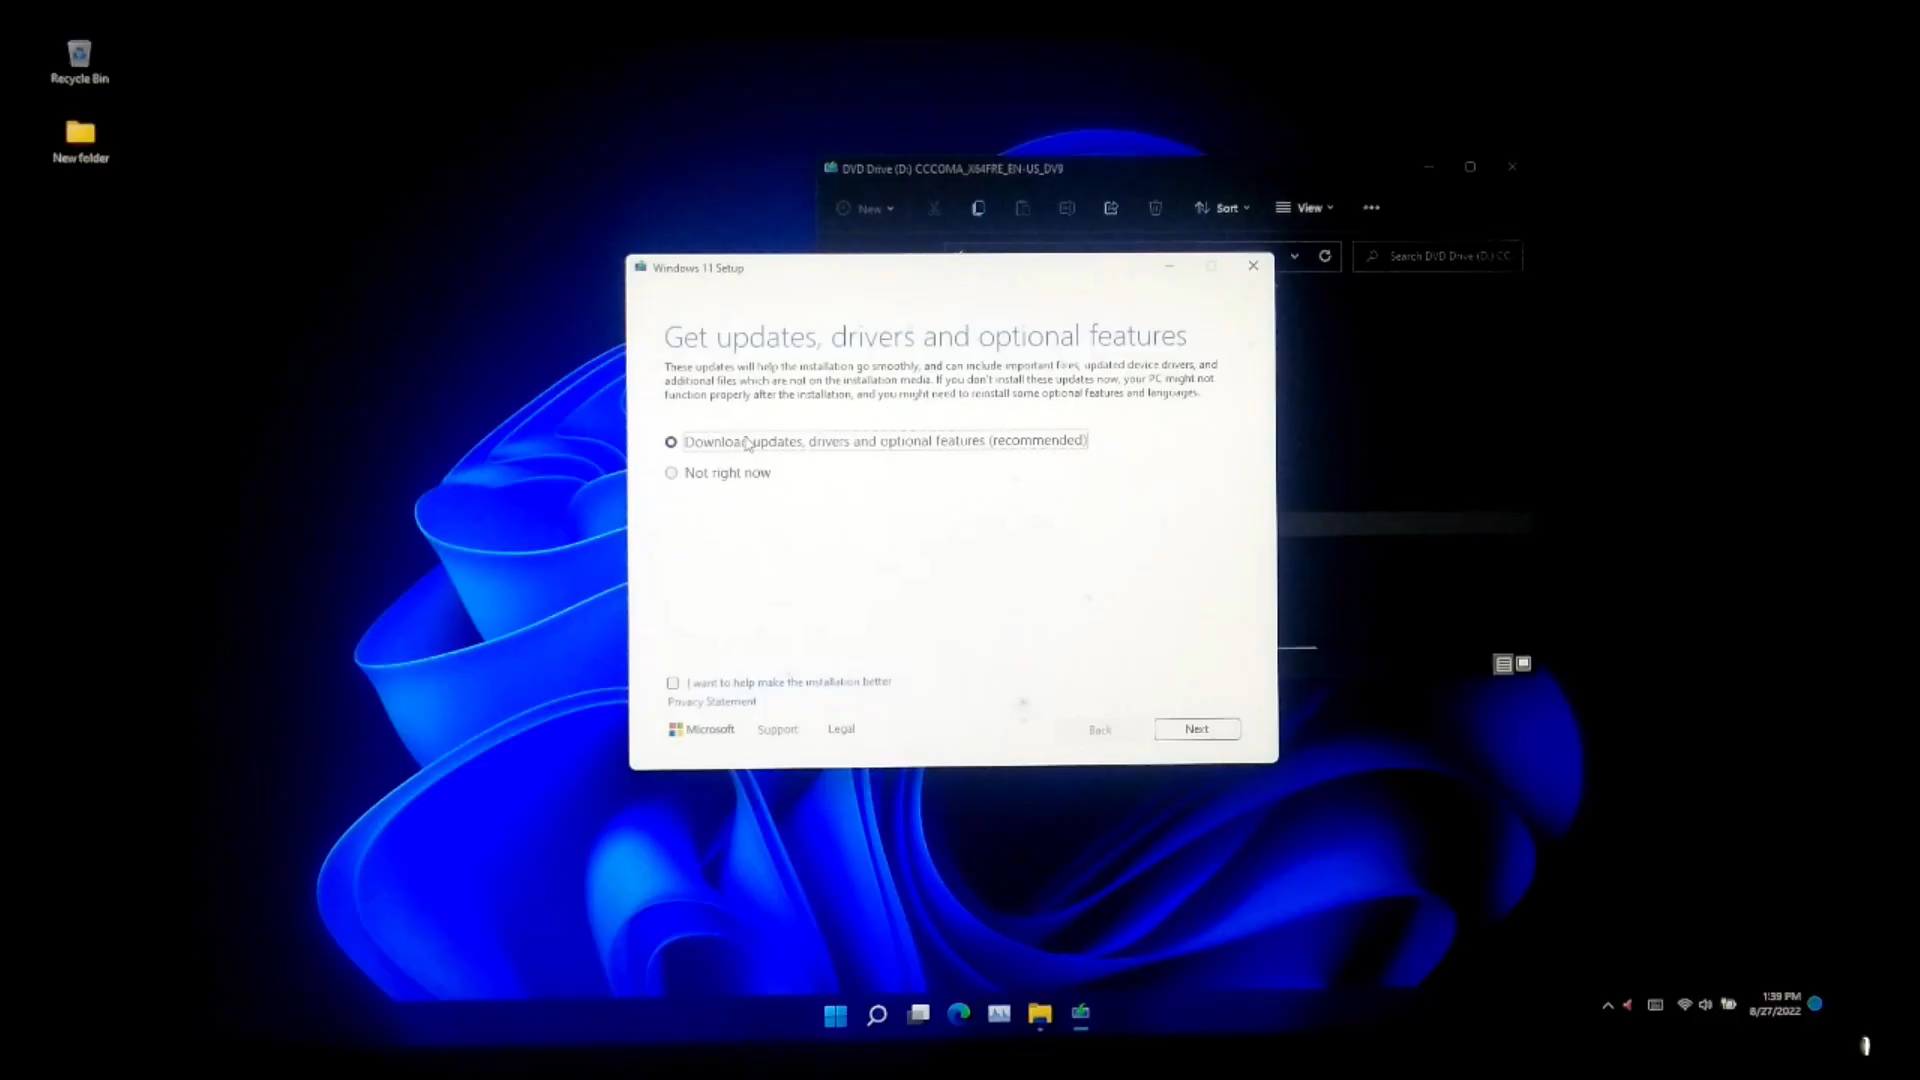 Recycle Bin
New folder
DVD Drive (D:) CCCOMA_X64FRE_EN-US_DV9
New
Sort
View
Search DVD Drive (D:) CC
Windows 11 Setup
Get updates, drivers and optional features
These updates will help the installation go smoothly, and can include important fixes, updated device drivers, and
additional files which are not on the installation media. If you don't install these updates now, your PC might not
function properly after the installation, and you might need to reinstall some optional features and languages.
Download updates, drivers and optional features (recommended)
Not right now
I want to help make the installation better
Privacy Statement
Microsoft
Support
Legal
Back
Next
1:39 PM
8/27/2022